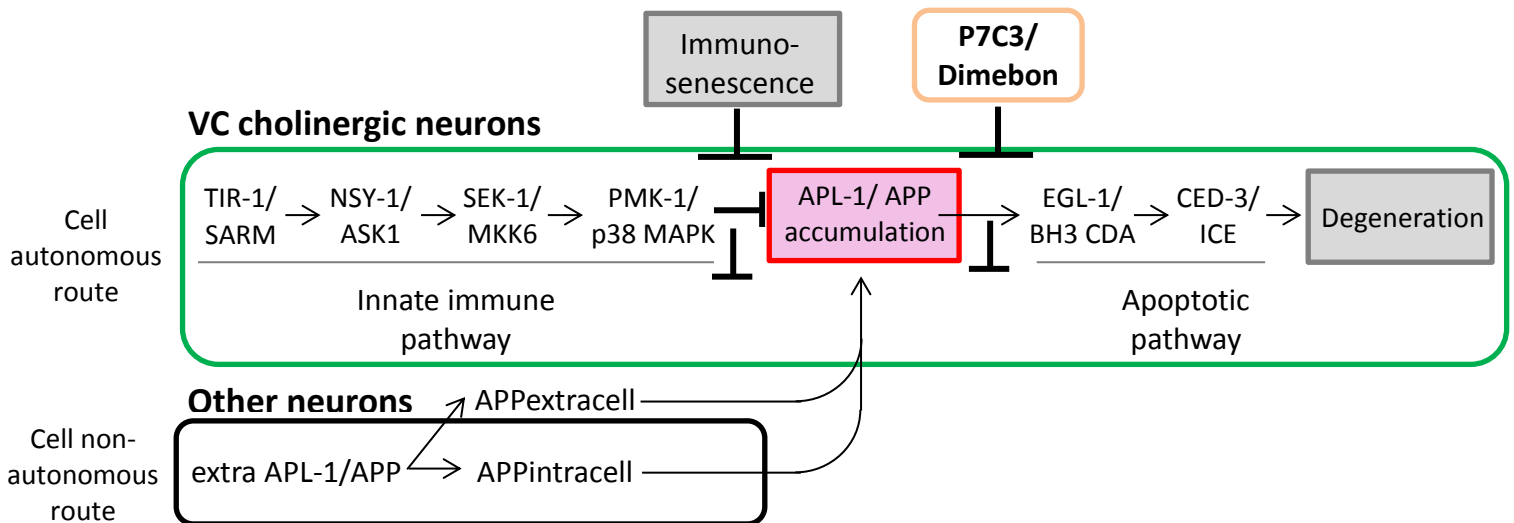 Immuno-
senescence
P7C3/
Dimebon
VC cholinergic neurons
Cell
autonomous
route
TIR-1/
SARM
NSY-1/
ASK1
SEK-1/
MKK6
PMK-1/
p38 MAPK
APL-1/ APP
accumulation
EGL-1/
BH3 CDA
CED-3/
ICE
Degeneration
Innate immune
pathway
Apoptotic
pathway
Other neurons
APPextracell
Cell non-
autonomous
route
extra APL-1/APP
APPintracell